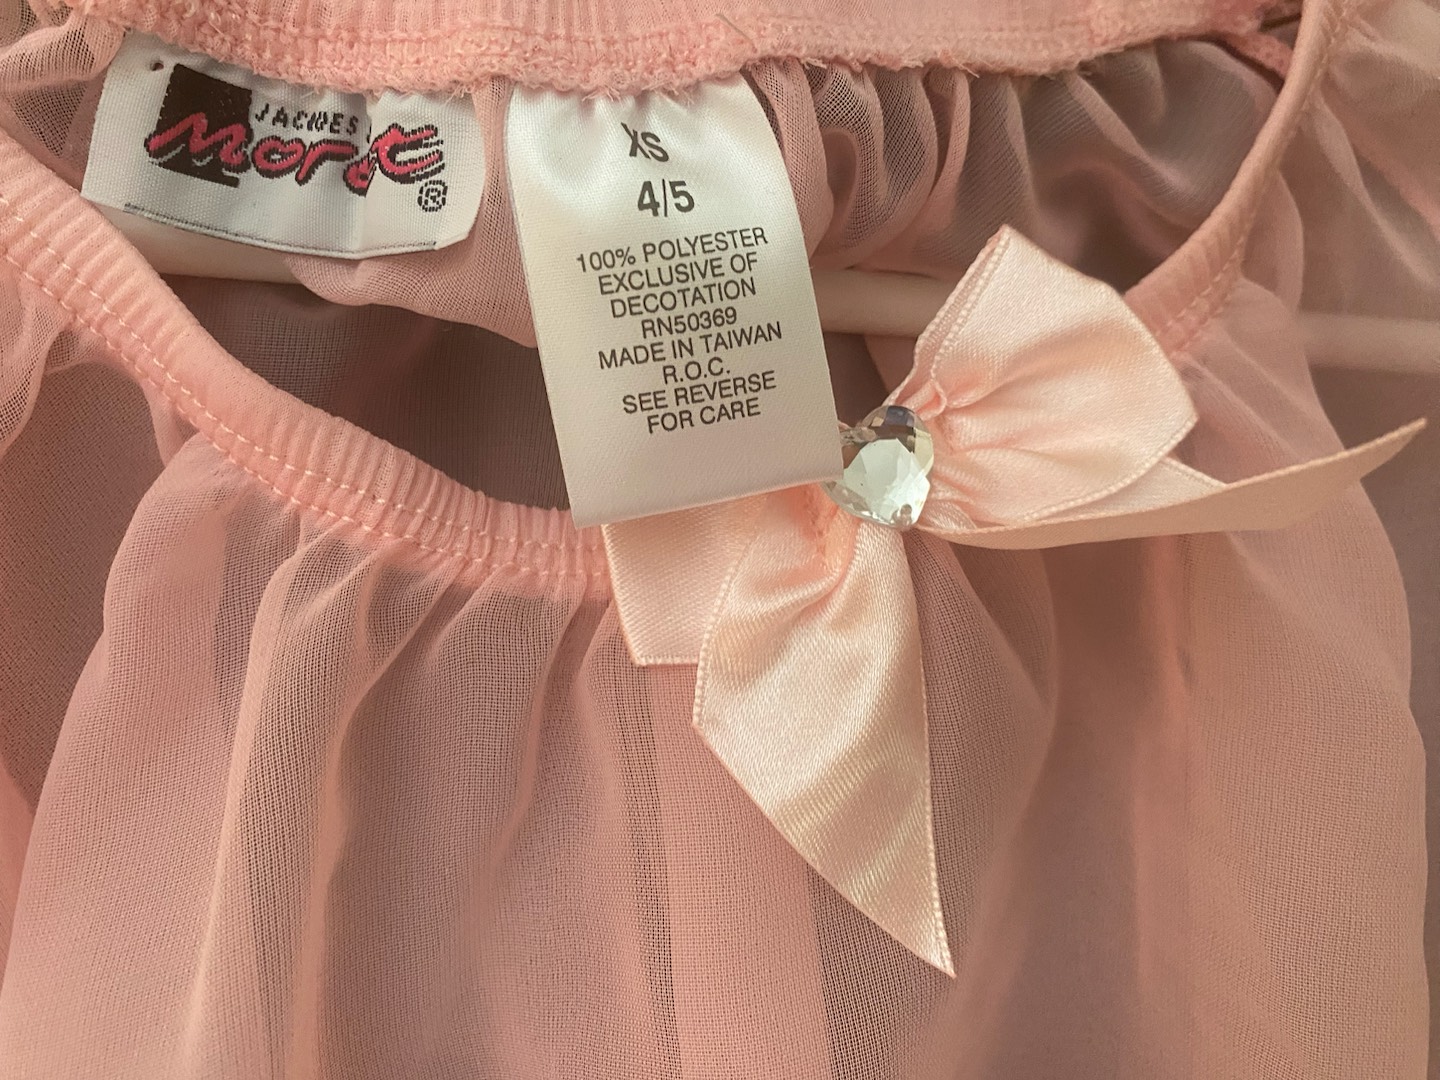 JACQUES
Moret
®
XS
4/5
100% POLYESTER
EXCLUSIVE OF
DECOTATION
RN50369
MADE IN TAIWAN
R.O.C.
SEE REVERSE
FOR CARE